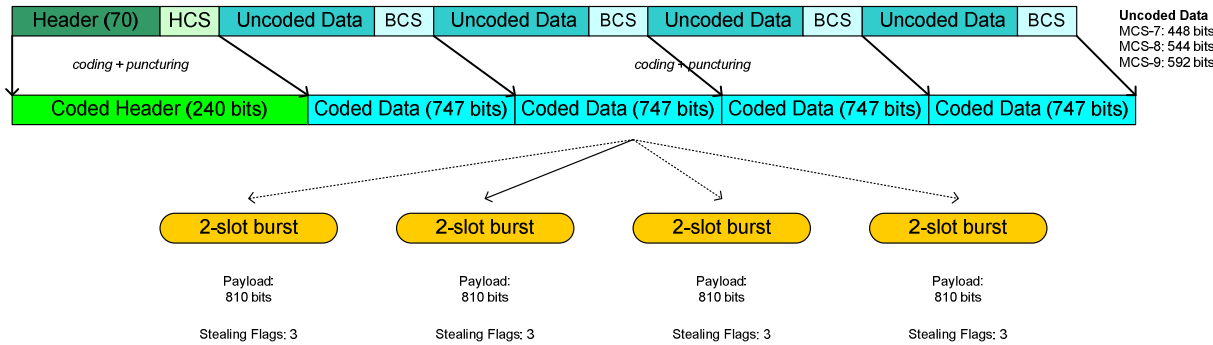 Header (70) HCS Uncoded Data BCS Uncoded Data BCS Uncoded Data BCS Uncoded Data BCS
Uncoded Data
MCS-7: 448 bits
MCS-8: 544 bits
MCS-9: 592 bits
coding + puncturing coding + puncturing
Coded Header (240 bits) Coded Data (747 bits) Coded Data (747 bits) Coded Data (747 bits) Coded Data (747 bits)
2-slot burst 2-slot burst 2-slot burst 2-slot burst
Payload: Payload: Payload: Payload:
810 bits 810 bits 810 bits 810 bits
Stealing Flags: 3 Stealing Flags: 3 Stealing Flags: 3 Stealing Flags: 3